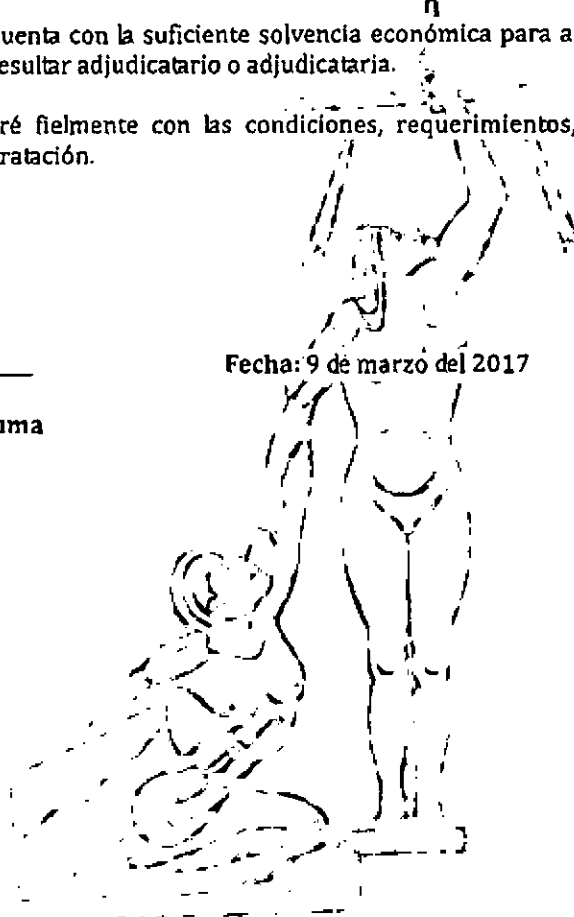 uenta con la suficiente solvencia económica para a
esultar adjudicatario o adjudicataria.
ré fielmente con las condiciones, requerimientos,
ratación.
Fecha: 9 de marzo del 2017
uma